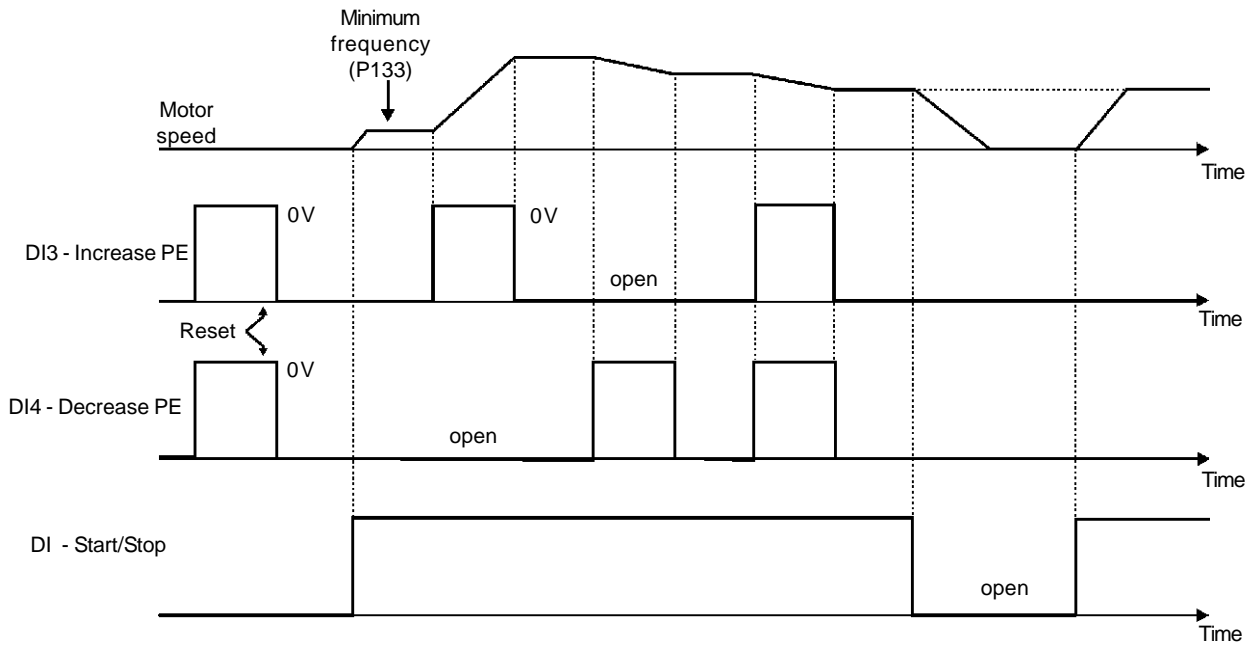 Minimum
frequency
(P133)
Motor
speed
Time
0V
0V
DI3 - Increase PE
open
Time
Reset
0V
DI4 - Decrease PE
open
Time
DI - Start/Stop
open
Time